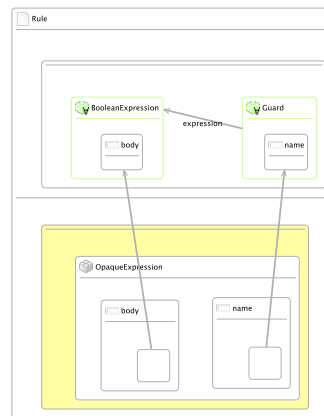 Rule
BooleanExpression
Guard
expression
body
name
OpaqueExpression
body
name